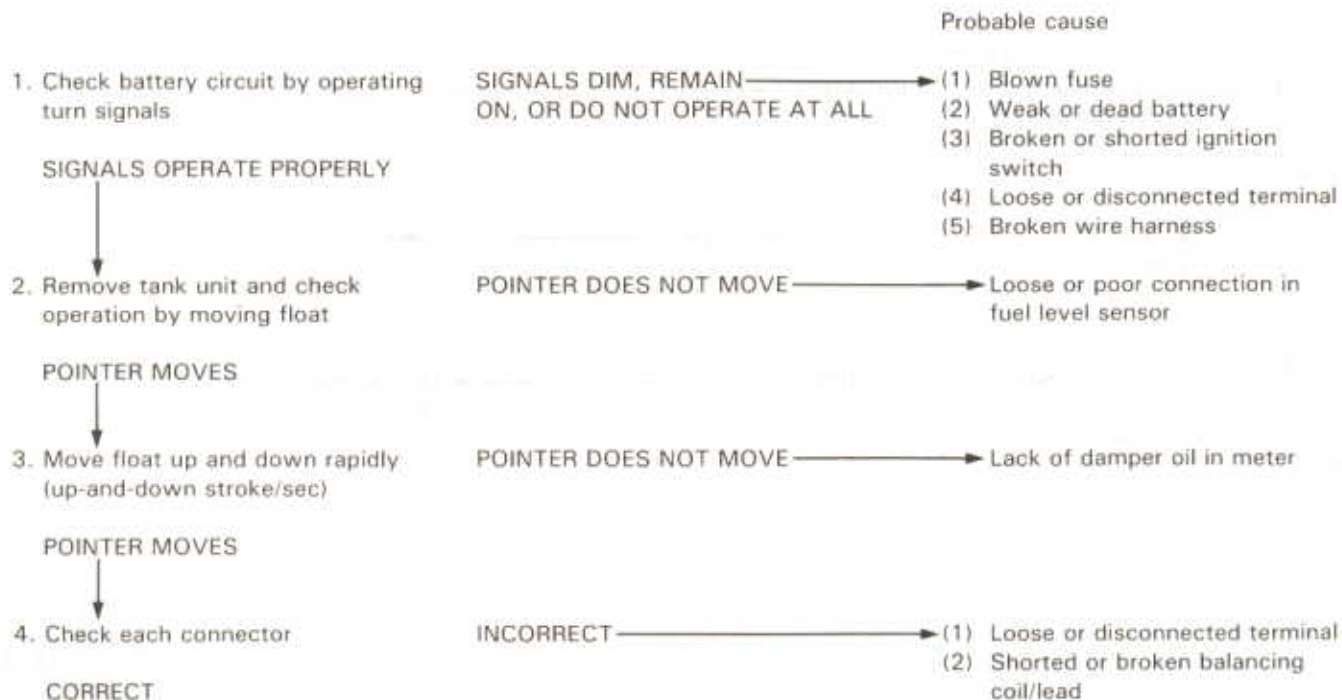 Probable cause
1. Check battery circuit by operating
turn signals
SIGNALS DIM, REMAIN
ON, OR DO NOT OPERATE AT ALL
(1) Blown fuse
(2) Weak or dead battery
(3) Broken or shorted ignition
switch
(4) Loose or disconnected terminal
(5) Broken wire harness
SIGNALS OPERATE PROPERLY
2. Remove tank unit and check
operation by moving float
POINTER DOES NOT MOVE
Loose or poor connection in
fuel level sensor
POINTER MOVES
3. Move float up and down rapidly
(up-and-down stroke/sec)
POINTER DOES NOT MOVE
Lack of damper oil in meter
POINTER MOVES
4. Check each connector
INCORRECT
(1) Loose or disconnected terminal
(2) Shorted or broken balancing
coil/lead
CORRECT